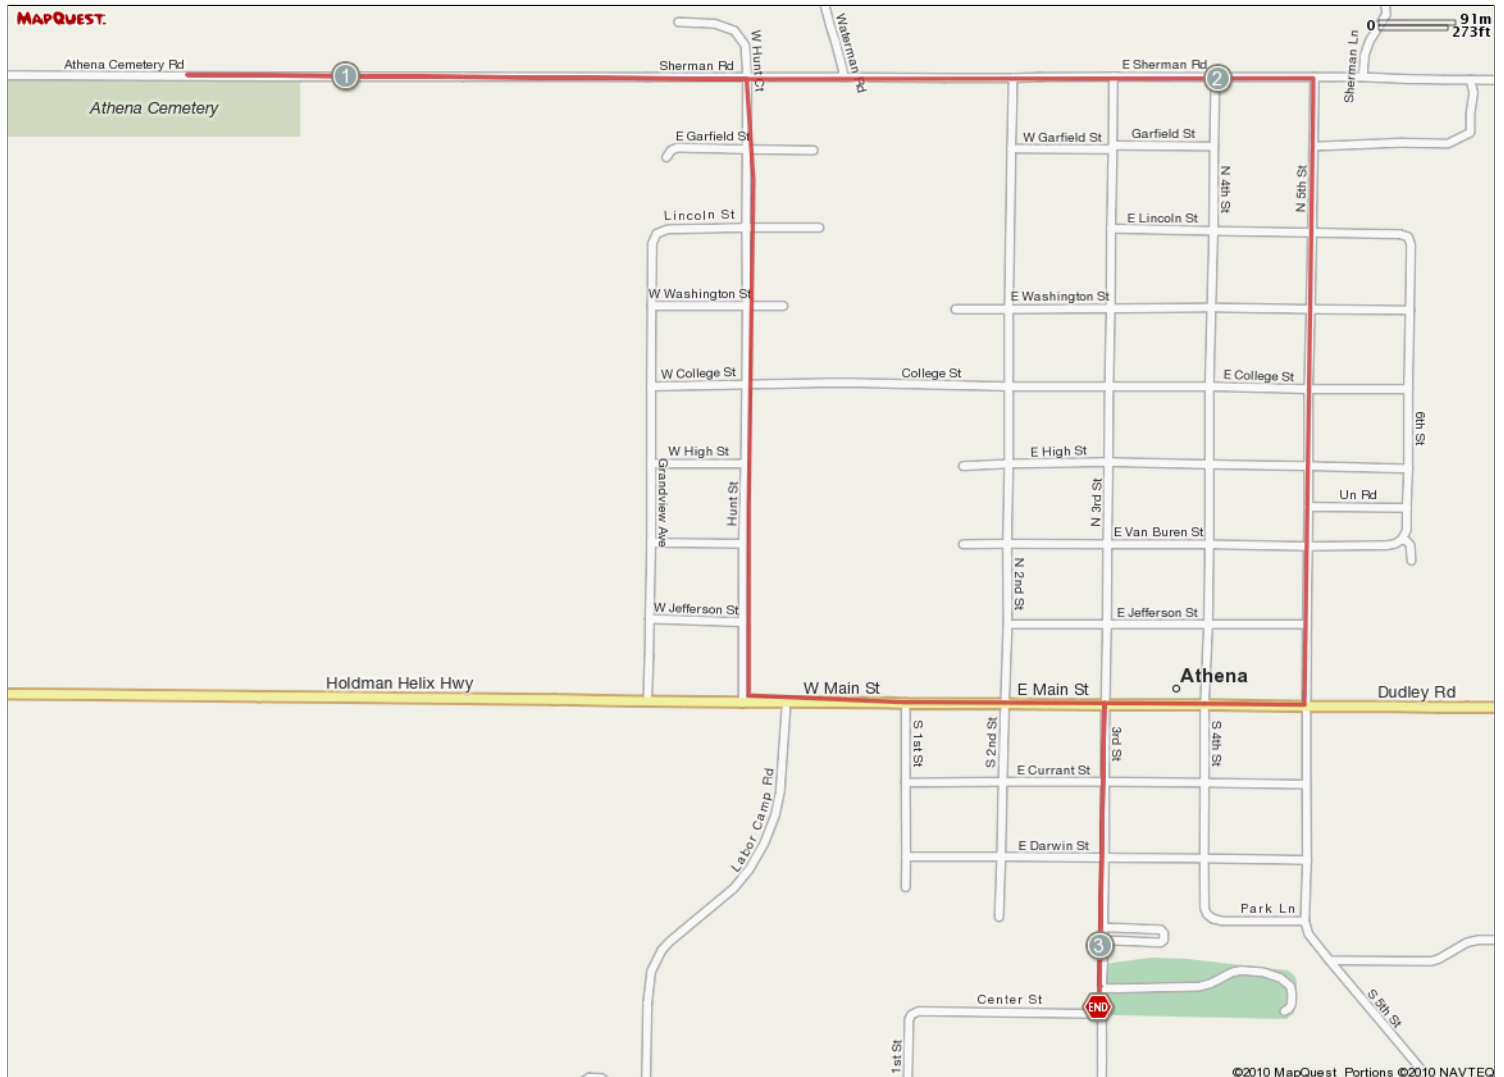 MAPQUEST.
0 91m
273ft
Athena Cemetery Rd
1
Sherman Rd
W Hunt Ct
Waterman Rd
E Sherman Rd
2
Sherman Ln
Athena Cemetery
E Garfield St
W Garfield St
Garfield St
N 4th St
N 5th St
Lincoln St
E Lincoln St
W Washington St
E Washington St
W College St
College St
E College St
6th St
W High St
E High St
Grandview Ave
Hunt St
N 3rd St
Un Rd
E Van Buren St
N 2nd St
W Jefferson St
E Jefferson St
Athena
Holdman Helix Hwy
W Main St
E Main St
Dudley Rd
S 1st St
S 2nd St
3rd St
S 4th St
E Currant St
Labor Camp Rd
E Darwin St
Park Ln
3
Center St
END
S 5th St
1st St
©2010 MapQuest Portions ©2010 NAVTEQ